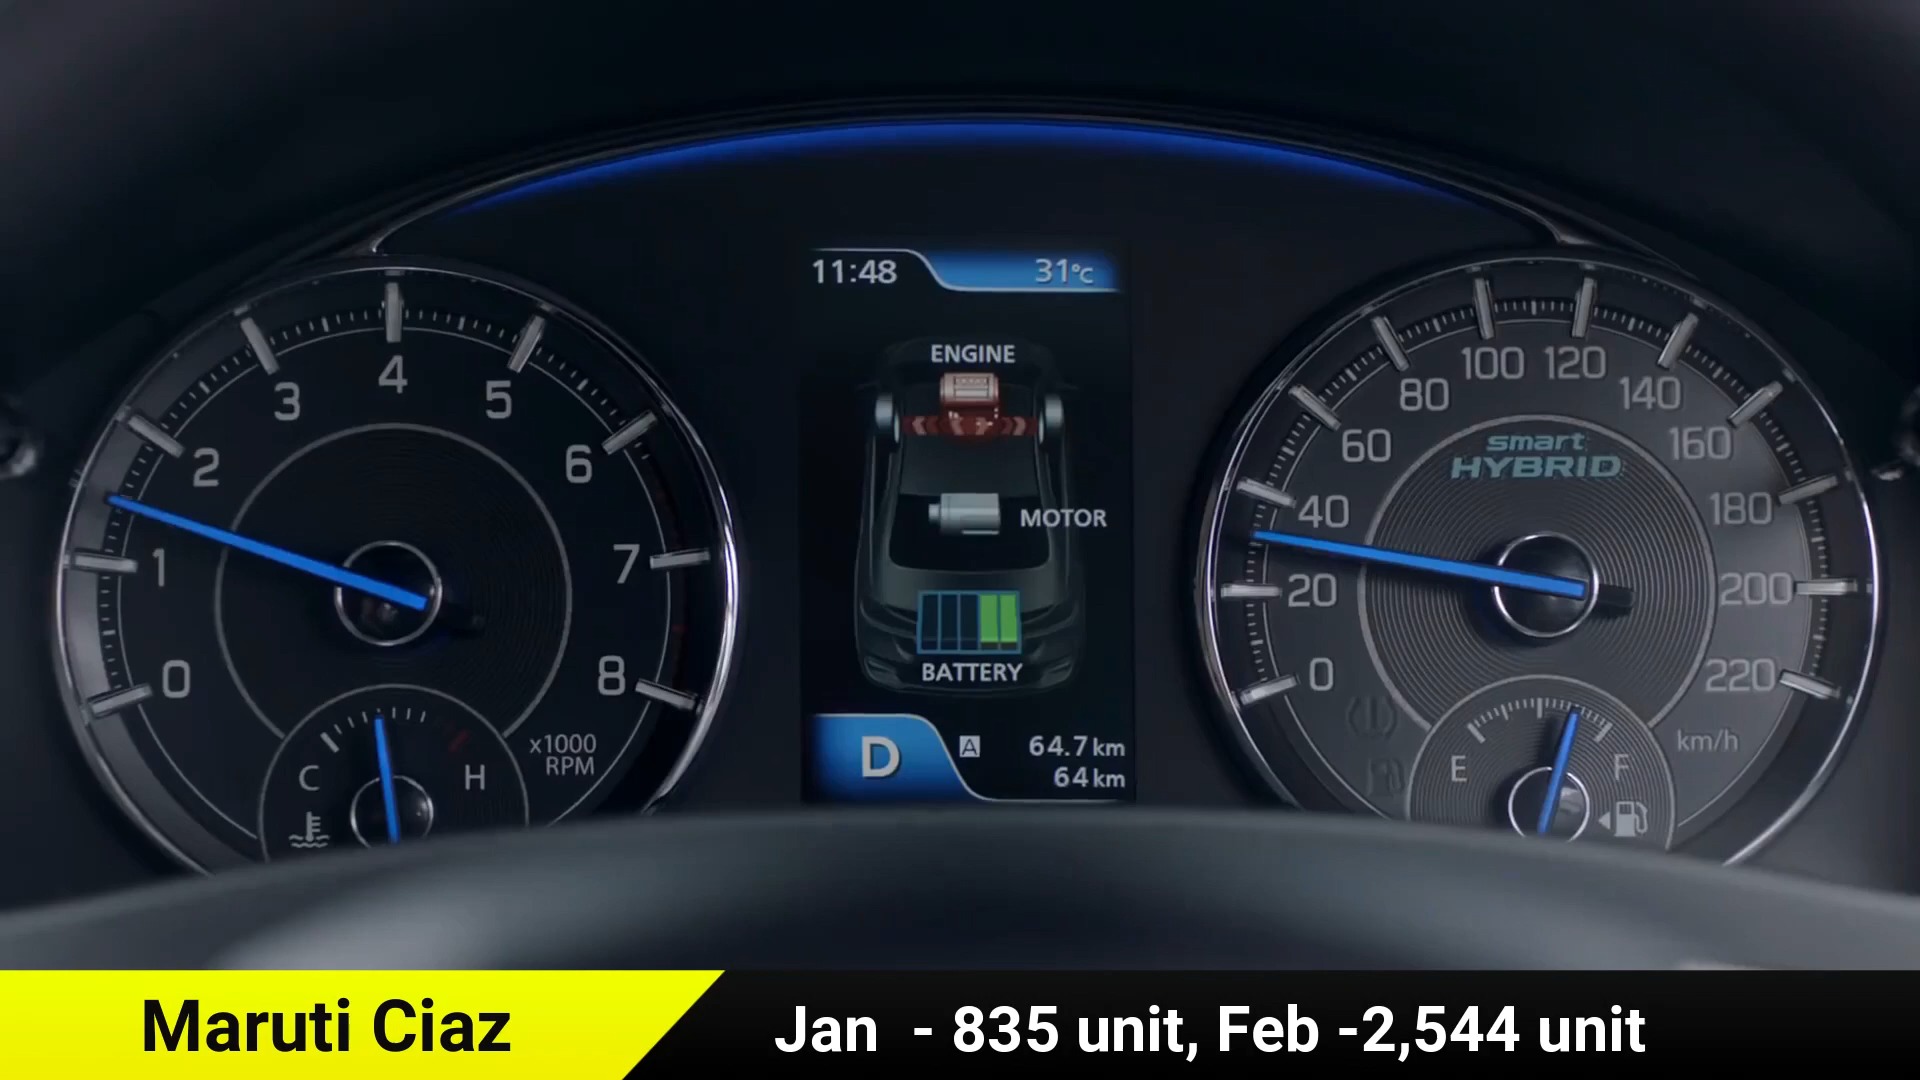 11:48 31°C
ENGINE
MOTOR
BATTERY
D A 64.7 km
64 km
0 1 2 3 4 5 6 7 8
x1000
RPM
C H
0 20 40 60 80 100 120 140 160 180 200 220
smart
HYBRID
km/h
E F
Maruti Ciaz
Jan - 835 unit, Feb -2,544 unit